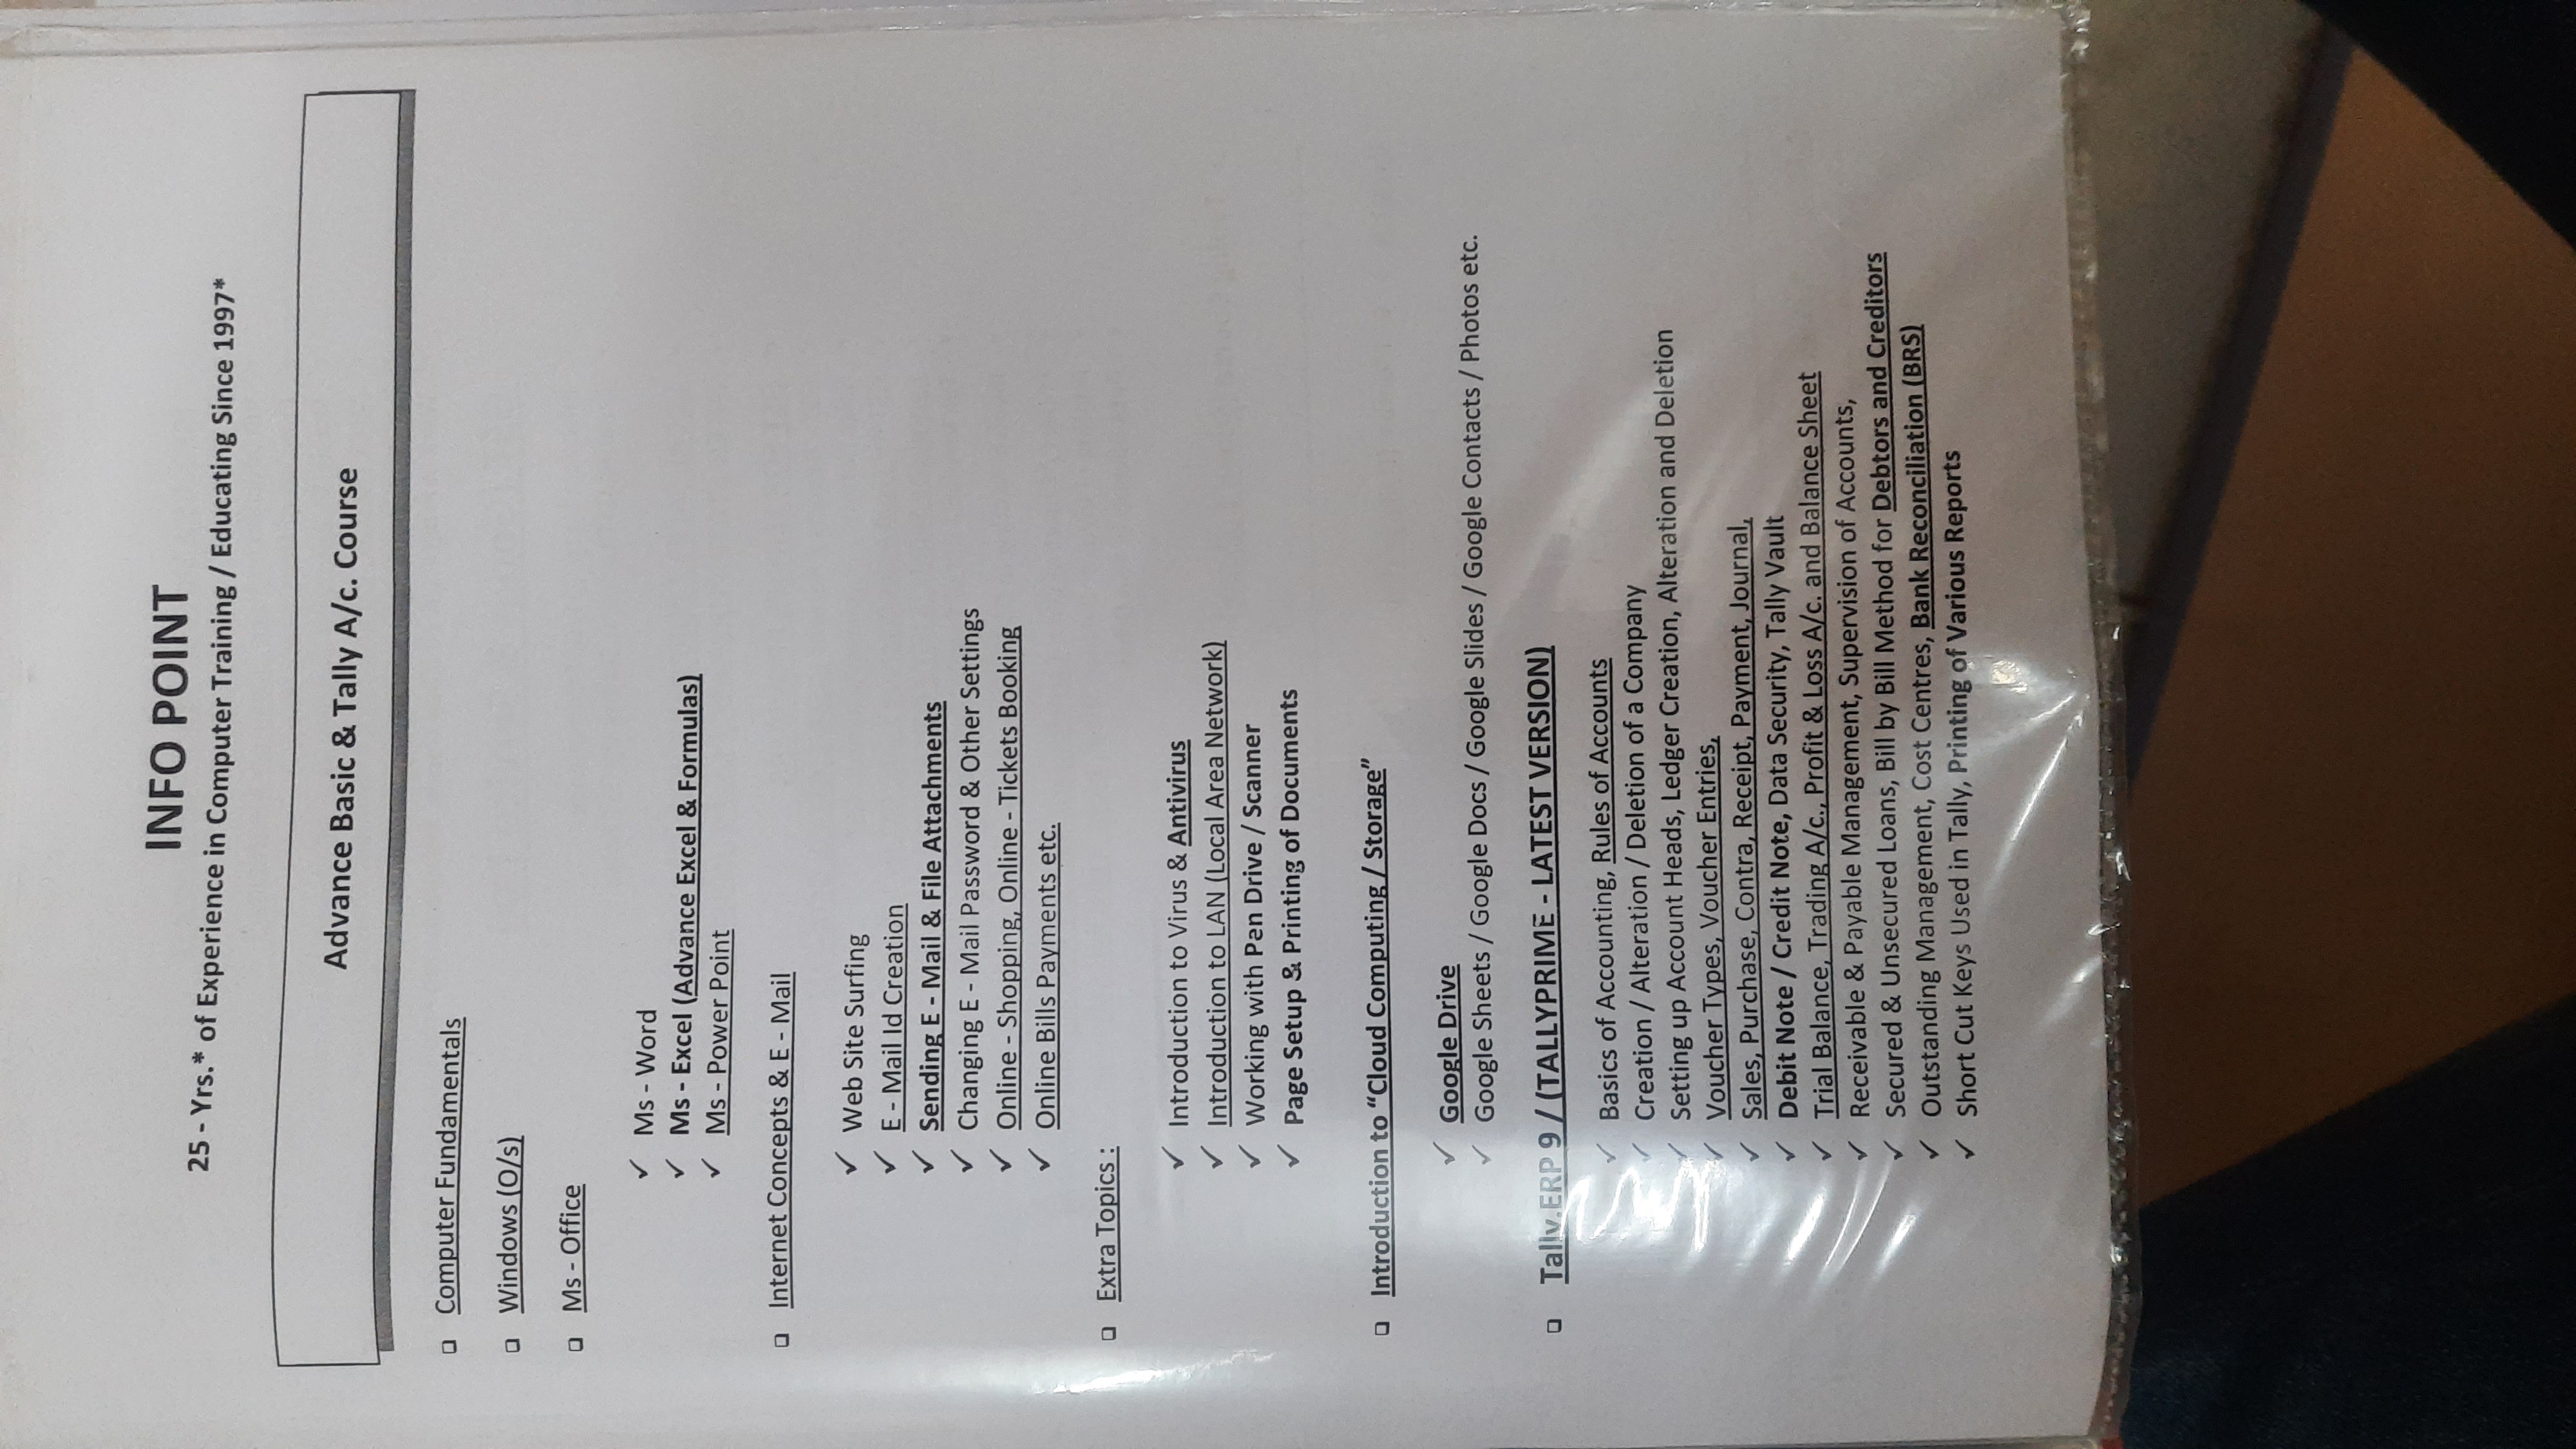 INFO POINT
25 - Yrs.* of Experience in Computer Training / Educating Since 1997*
Advance Basic & Tally A/c. Course
❑ Computer Fundamentals
❑ Windows (O/s)
❑ Ms - Office
✓ Ms - Word
✓ Ms - Excel (Advance Excel & Formulas)
✓ Ms - Power Point
❑ Internet Concepts & E - Mail
✓ Web Site Surfing
✓ E - Mail Id Creation
✓ Sending E - Mail & File Attachments
✓ Changing E - Mail Password & Other Settings
✓ Online - Shopping, Online - Tickets Booking
✓ Online Bills Payments etc.
❑ Extra Topics :
✓ Introduction to Virus & Antivirus
✓ Introduction to LAN (Local Area Network)
✓ Working with Pen Drive / Scanner
✓ Page Setup & Printing of Documents
❑ Introduction to “Cloud Computing / Storage”
✓ Google Drive
✓ Google Sheets / Google Docs / Google Slides / Google Contacts / Photos etc.
❑ Tally.ERP 9 / (TALLYPRIME - LATEST VERSION)
✓ Basics of Accounting, Rules of Accounts
✓ Creation / Alteration / Deletion of a Company
✓ Setting up Account Heads, Ledger Creation, Alteration and Deletion
✓ Voucher Types, Voucher Entries,
✓ Sales, Purchase, Contra, Receipt, Payment, Journal,
✓ Debit Note / Credit Note, Data Security, Tally Vault
✓ Trial Balance, Trading A/c., Profit & Loss A/c. and Balance Sheet
✓ Receivable & Payable Management, Supervision of Accounts,
✓ Secured & Unsecured Loans, Bill by Bill Method for Debtors and Creditors
✓ Outstanding Management, Cost Centres, Bank Reconciliation (BRS)
✓ Short Cut Keys Used in Tally, Printing of Various Reports